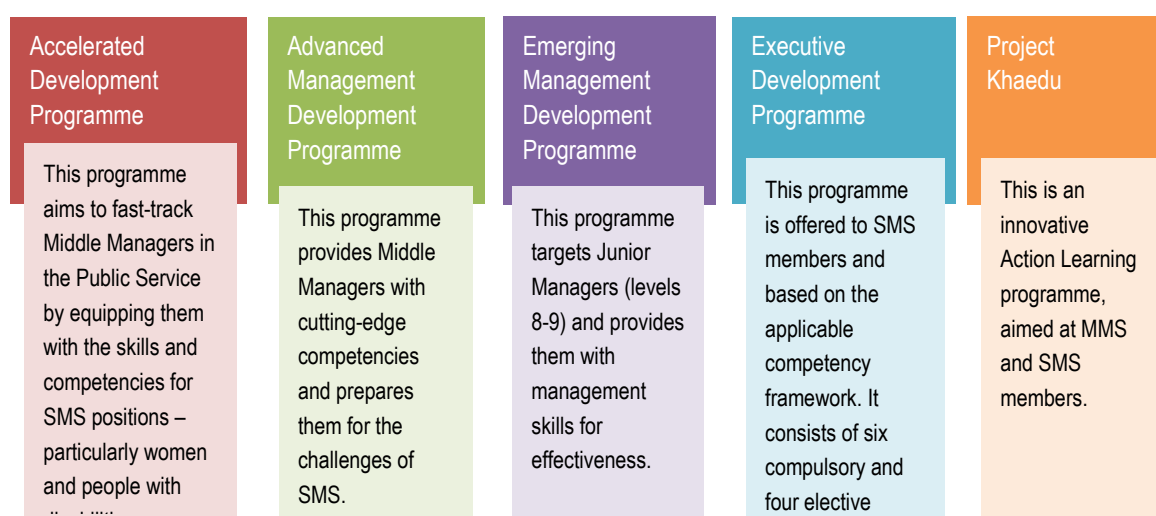 Accelerated
Development
Programme
This programme
aims to fast-track
Middle Managers in
the Public Service
by equipping them
with the skills and
competencies for
SMS positions –
particularly women
and people with
Advanced
Management
Development
Programme
This programme
provides Middle
Managers with
cutting-edge
competencies
and prepares
them for the
challenges of
SMS.
Emerging
Management
Development
Programme
This programme
targets Junior
Managers (levels
8-9) and provides
them with
management
skills for
effectiveness.
Executive
Development
Programme
This programme
is offered to SMS
members and
based on the
applicable
competency
framework. It
consists of six
compulsory and
four elective
Project
Khaedu
This is an
innovative
Action Learning
programme,
aimed at MMS
and SMS
members.